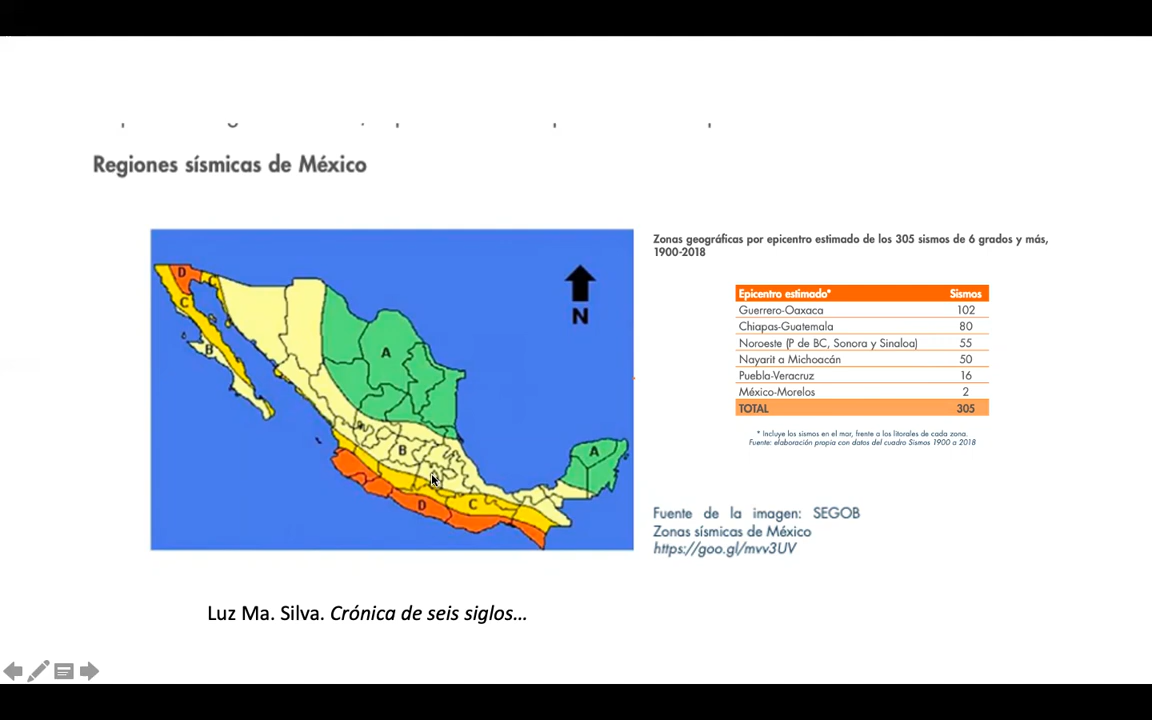 Regiones sísmicas de México
D
C
B
A
N
A
B
D
C
Zonas geográficas por epicentro estimado de los 305 sismos de 6 grados y más,
1900-2018
Epicentro estimado* Sismos
Guerrero-Oaxaca 102
Chiapas-Guatemala 80
Noroeste (P de BC, Sonora y Sinaloa) 55
Nayarit a Michoacán 50
Puebla-Veracruz 16
México-Morelos 2
TOTAL 305
* Incluye los sismos en el mar, frente a los litorales de cada zona.
Fuente: elaboración propia con datos del cuadro Sismos 1900 a 2018
Fuente de la imagen: SEGOB
Zonas sísmicas de México
https://goo.gl/mvv3UV
Luz Ma. Silva. Crónica de seis siglos...